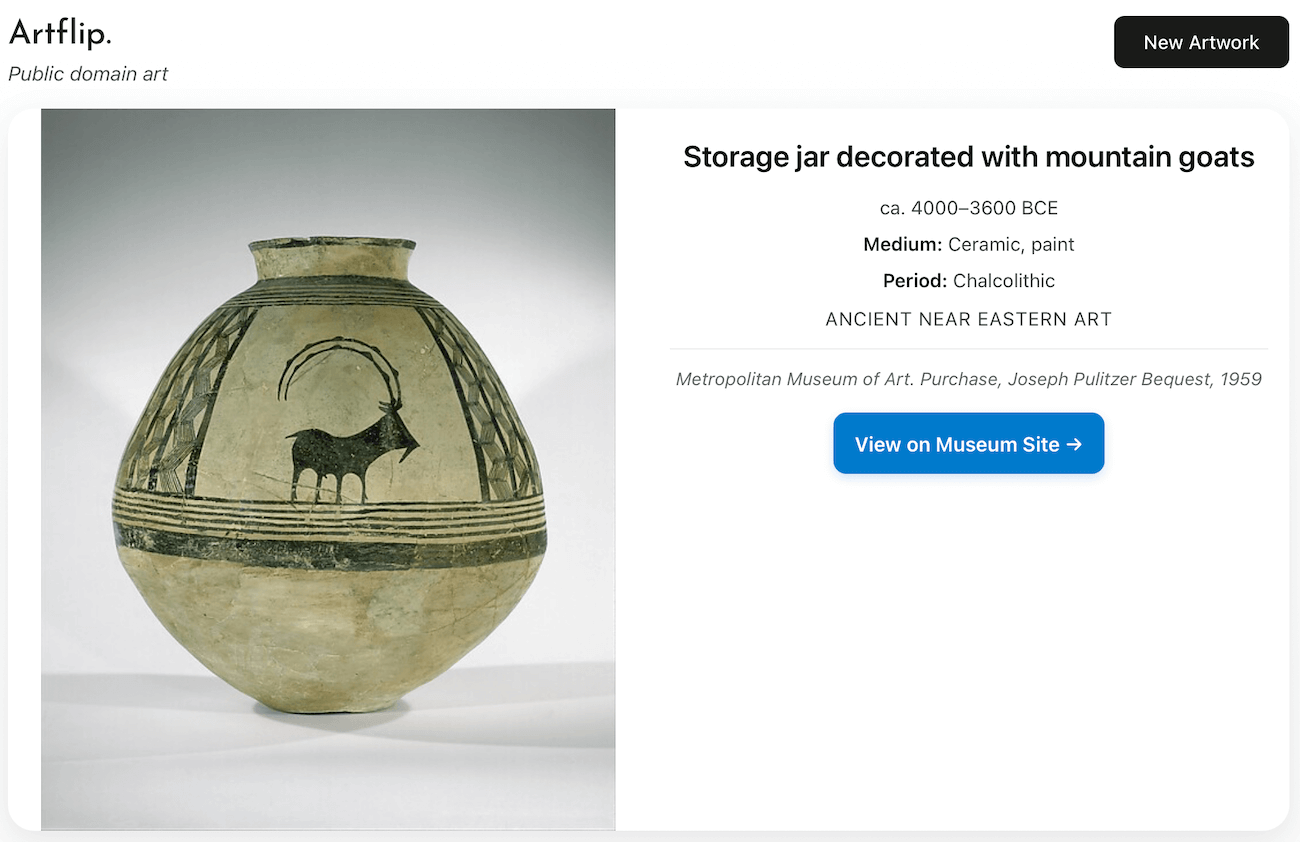 Artflip.
Public domain art
New Artwork
Storage jar decorated with mountain goats
ca. 4000–3600 BCE
Medium: Ceramic, paint
Period: Chalcolithic
ANCIENT NEAR EASTERN ART
Metropolitan Museum of Art. Purchase, Joseph Pulitzer Bequest, 1959
View on Museum Site →